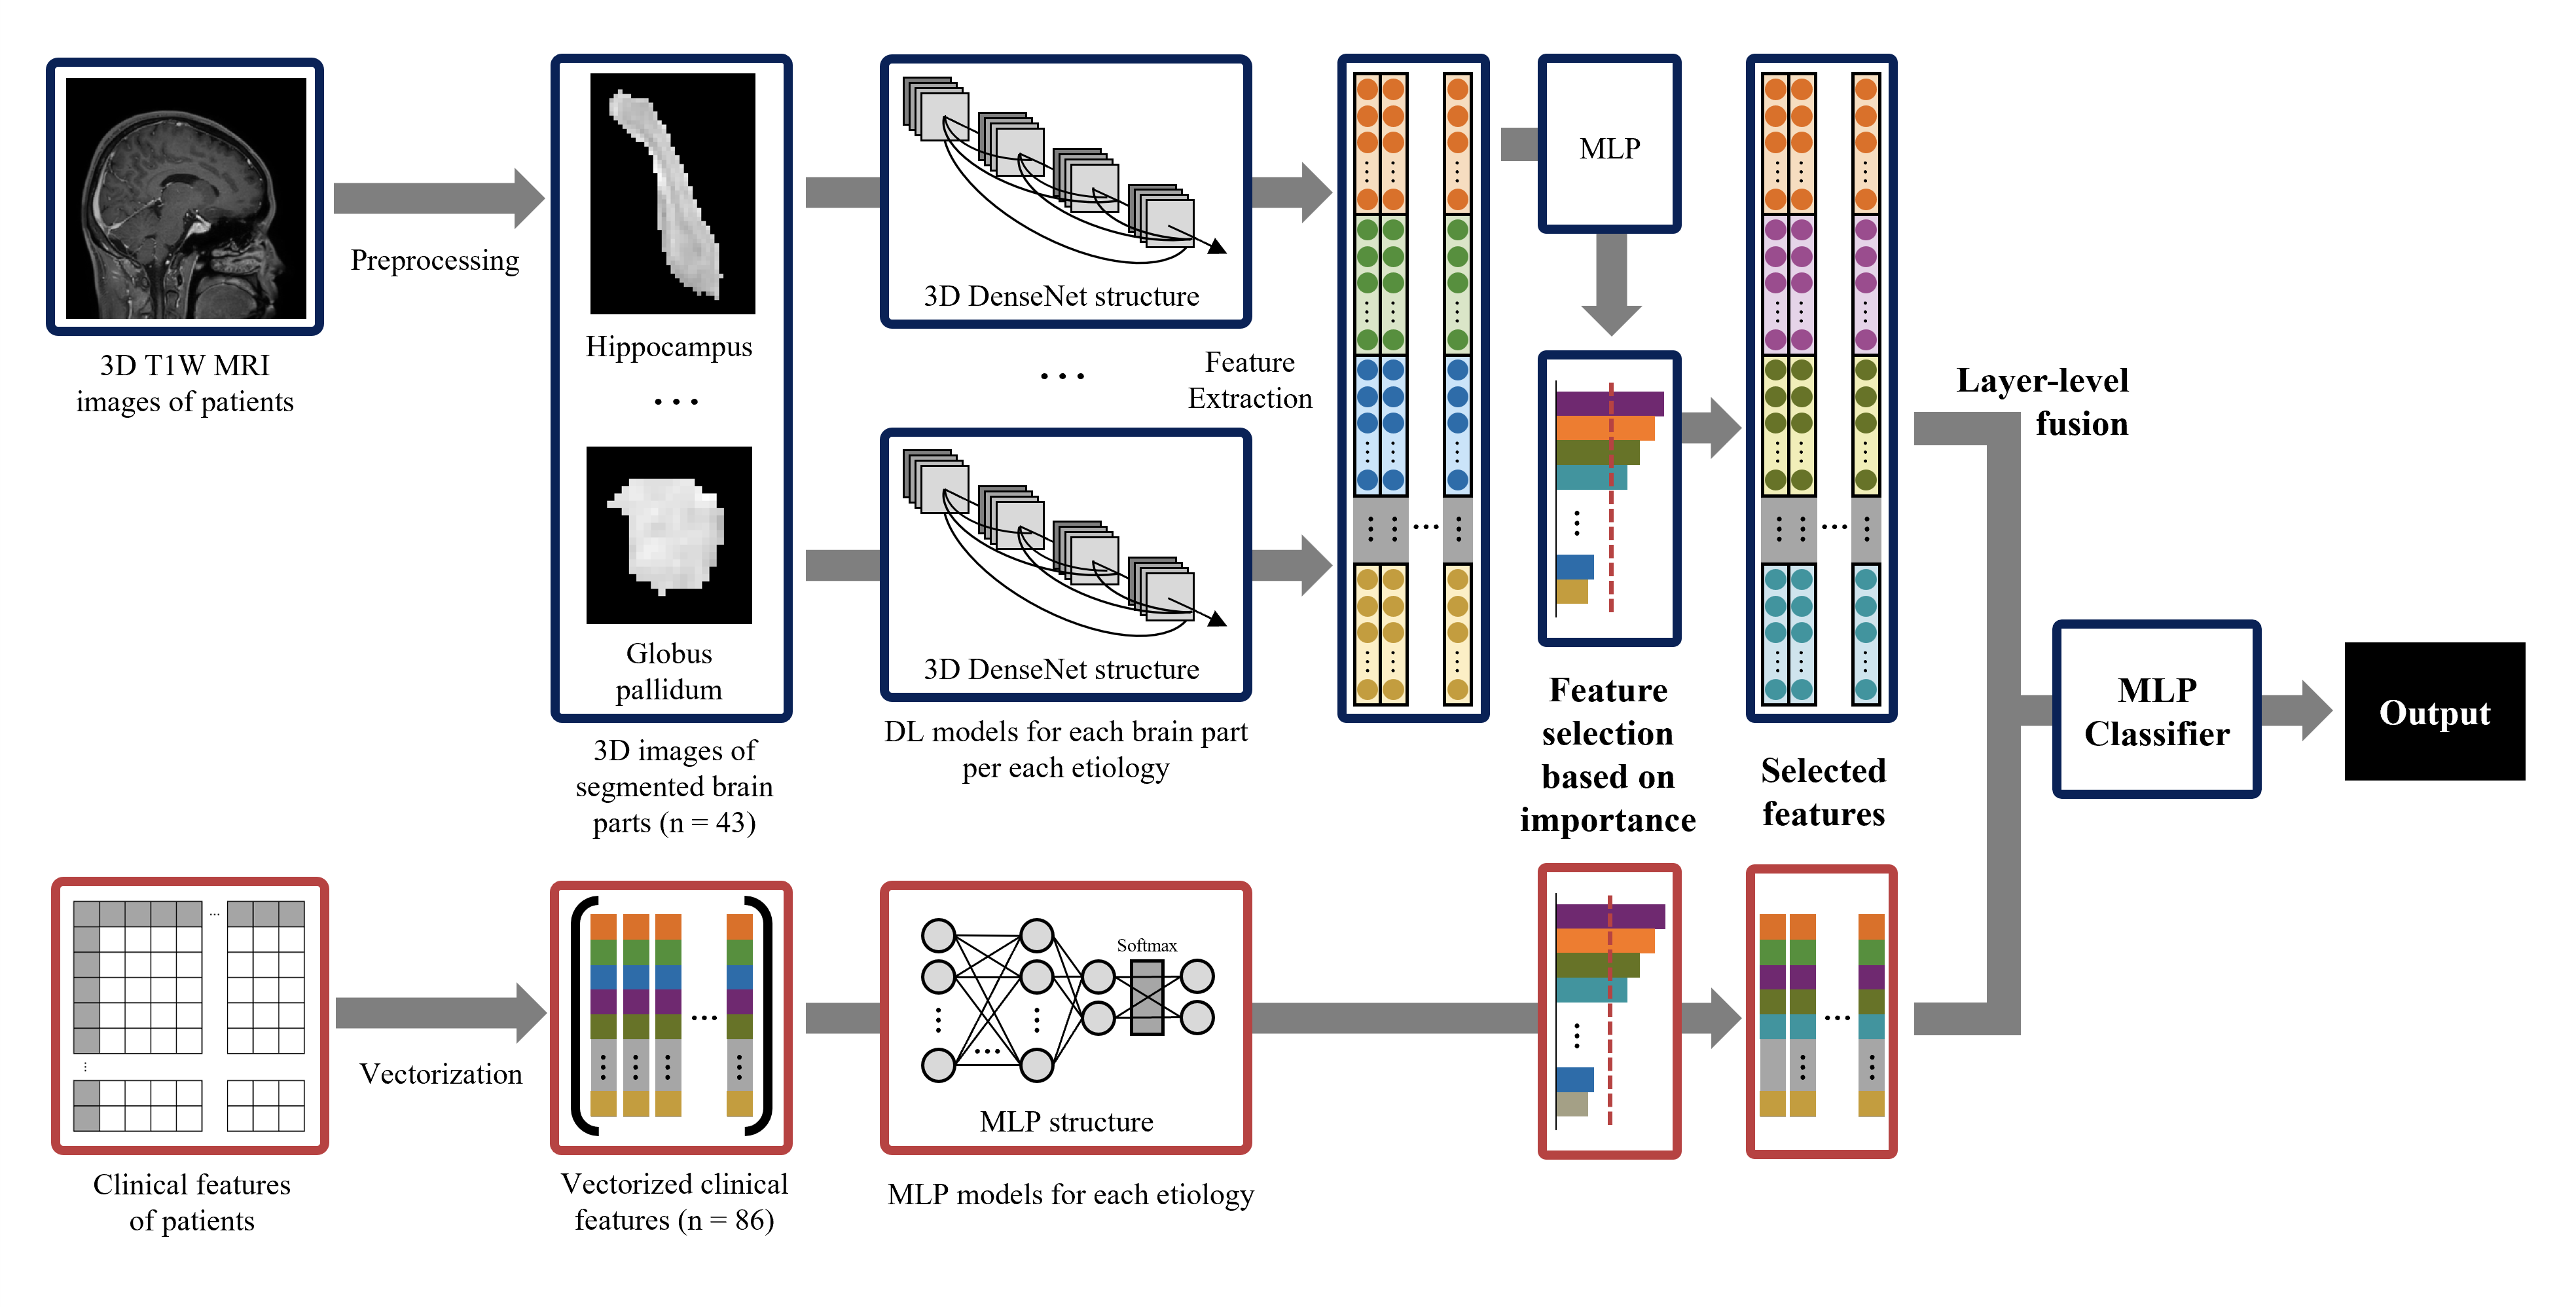 3D T1W MRI
images of patients
Preprocessing
Hippocampus
...
Globus
pallidum
3D images of
segmented brain
parts (n = 43)
3D DenseNet structure
...
3D DenseNet structure
DL models for each brain part
per each etiology
Feature
Extraction
MLP
Feature
selection
based on
importance
Selected
features
Layer-level
fusion
MLP
Classifier
Output
Clinical features
of patients
Vectorization
Vectorized clinical
features (n = 86)
Softmax
MLP structure
MLP models for each etiology